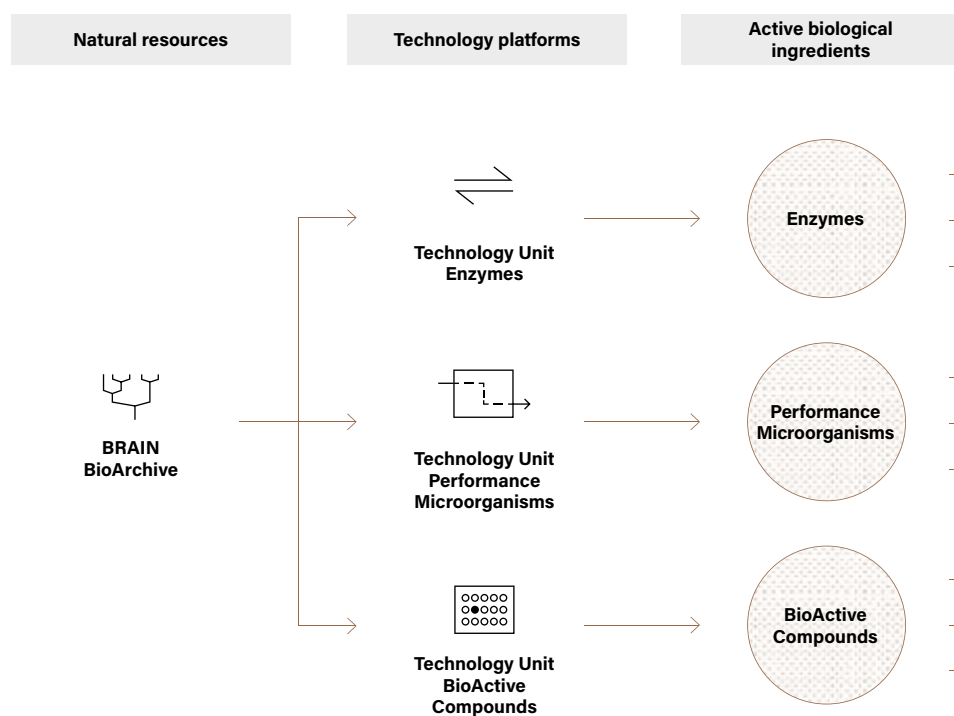 Natural resources
Technology platforms
Active biological
ingredients
Technology Unit
Enzymes
Enzymes
BRAIN
BioArchive
Technology Unit
Performance
Microorganisms
Performance
Microorganisms
Technology Unit
BioActive
Compounds
BioActive
Compounds